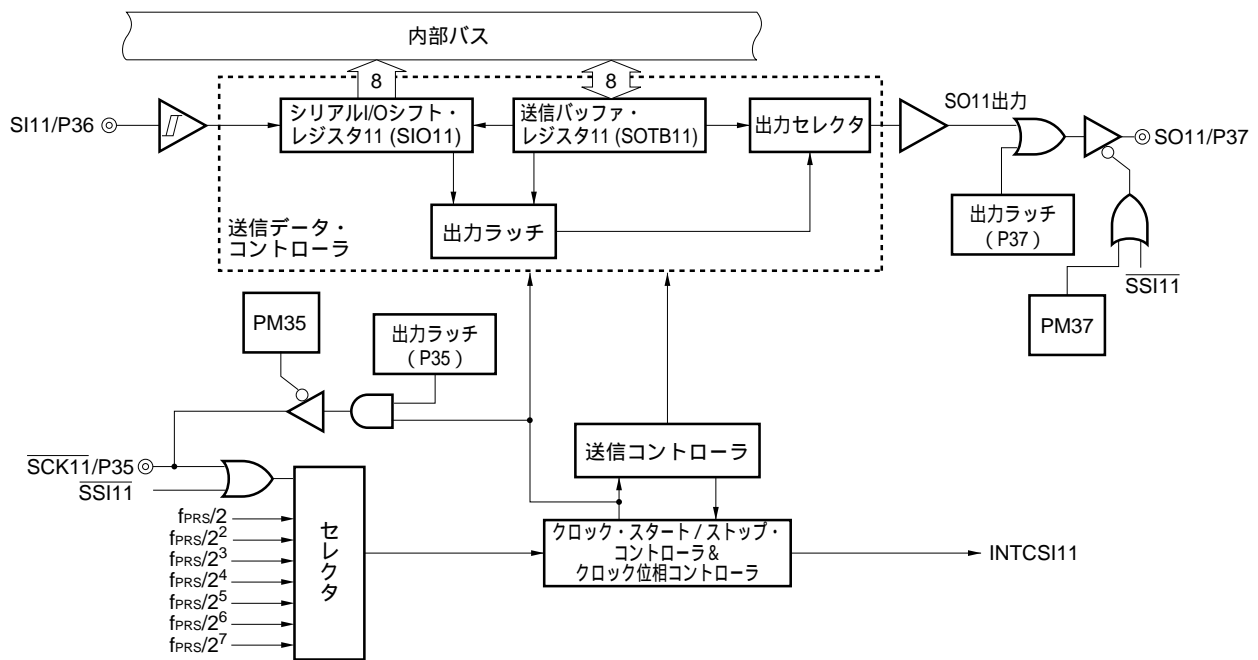 内部バス
8
8
SI11/P36
シリアルI/Oシフト・
レジスタ11 (SIO11)
送信バッファ・
レジスタ11 (SOTB11)
出力セレクタ
SO11出力
SO11/P37
送信データ・
コントローラ
出力ラッチ
出力ラッチ
（P37）
SSI11
PM37
PM35
出力ラッチ
（P35）
送信コントローラ
SCK11/P35
SSI11
fPRS/2
fPRS/2²
fPRS/2³
fPRS/2⁴
fPRS/2⁵
fPRS/2⁶
fPRS/2⁷
セレクタ
クロック・スタート / ストップ・
コントローラ＆
クロック位相コントローラ
INTCSI11